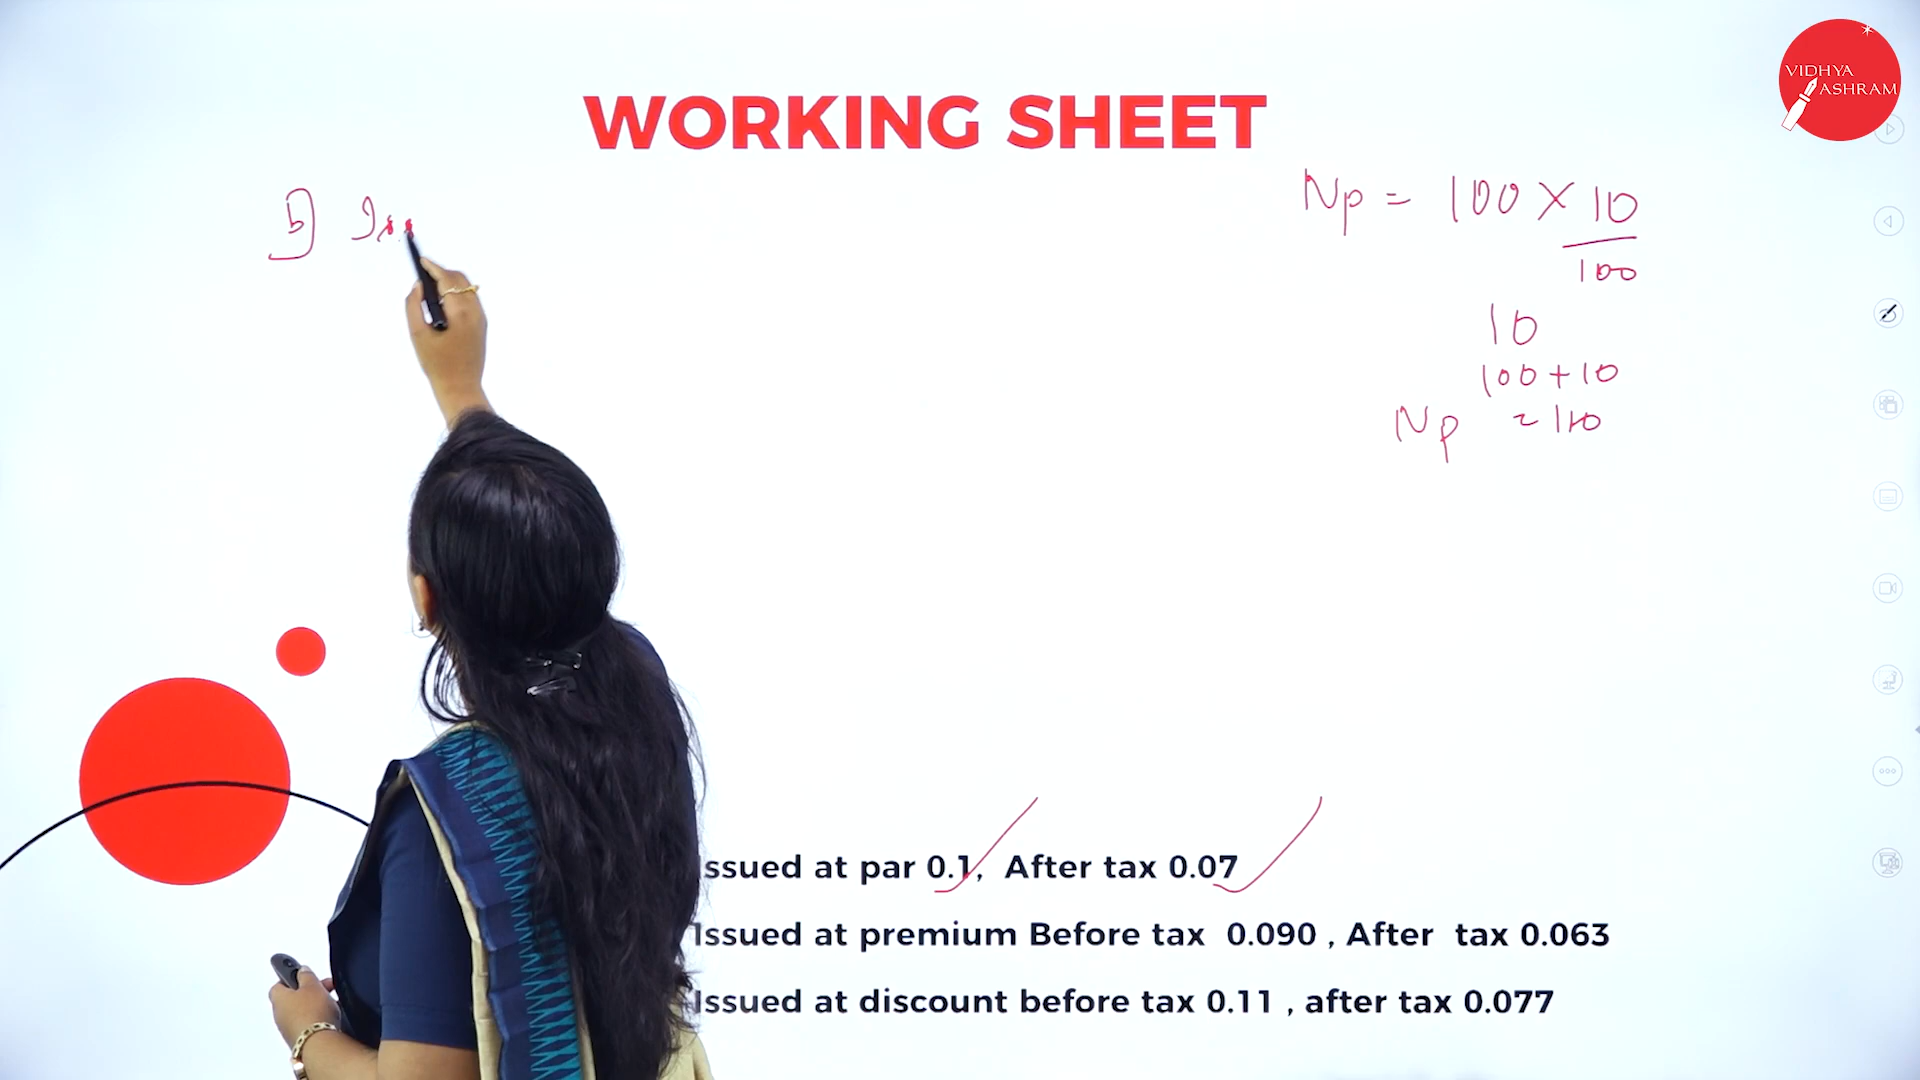 VIDHYA
ASHRAM
WORKING SHEET
b) Iss
Np = 100 × 10
100
10
100 + 10
Np = 110
Issued at par 0.1, After tax 0.07
Issued at premium Before tax 0.090 , After tax 0.063
Issued at discount before tax 0.11 , after tax 0.077